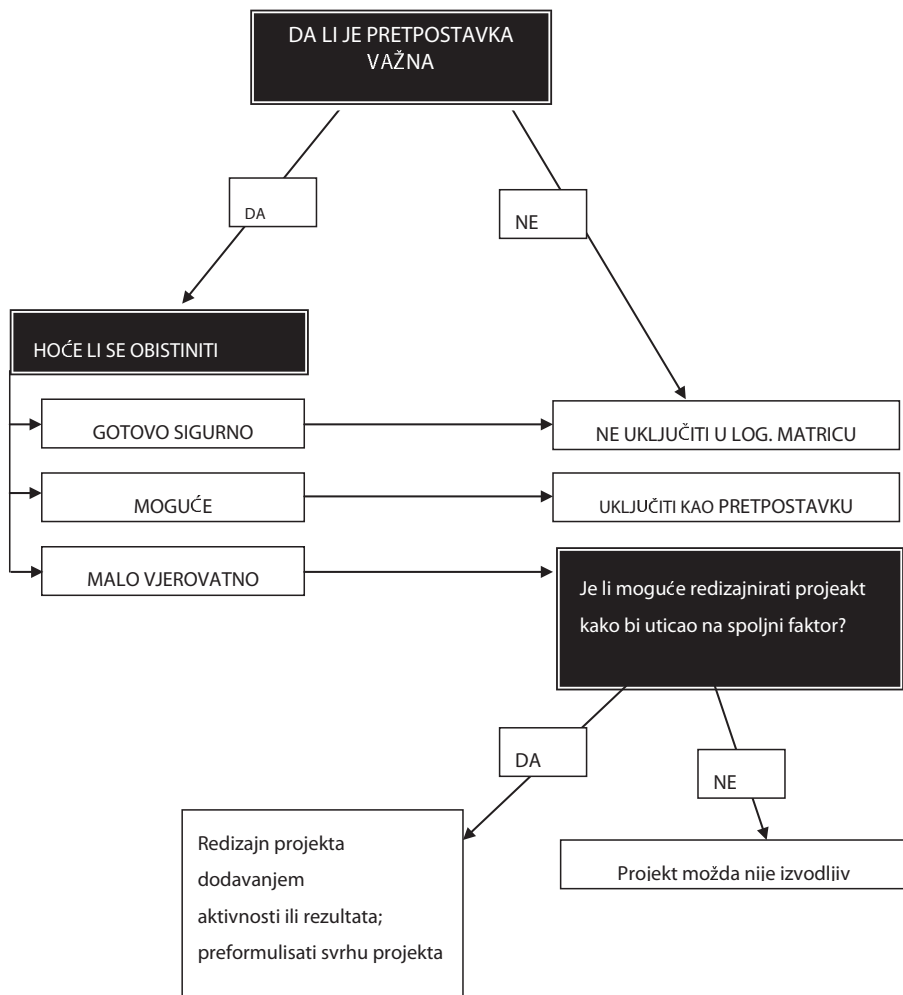 DA LI JE PRETPOSTAVKA
VAŽNA
DA
NE
HOĆE LI SE OBISTINITI
GOTOVO SIGURNO
NE UKLJUČITI U LOG. MATRICU
MOGUĆE
UKLJUČITI KAO PRETPOSTAVKU
MALO VJEROVATNO
Je li moguće redizajnirati projeakt
kako bi uticao na spoljni faktor?
DA
NE
Redizajn projekta
dodavanjem
aktivnosti ili rezultata;
preformulisati svrhu projekta
Projekt možda nije izvodljiv